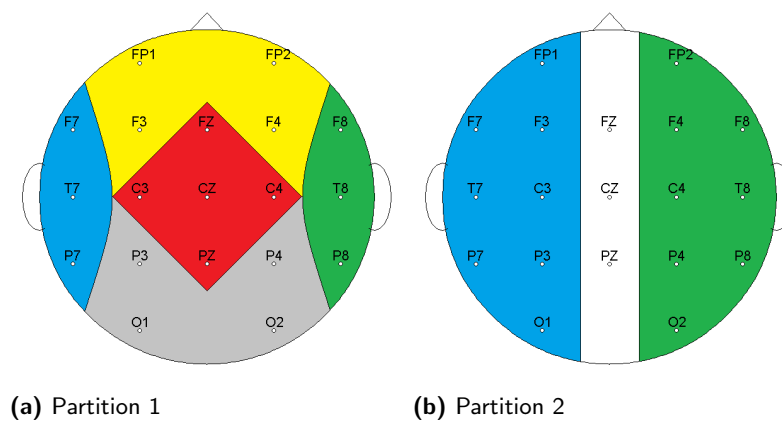 FP1 FP2 FP1 FP2
F7 F3 FZ F4 F8 F7 F3 FZ F4 F8
T7 C3 CZ C4 T8 T7 C3 CZ C4 T8
P7 P3 PZ P4 P8 P7 P3 PZ P4 P8
O1 O2 O1 O2
(a) Partition 1 (b) Partition 2